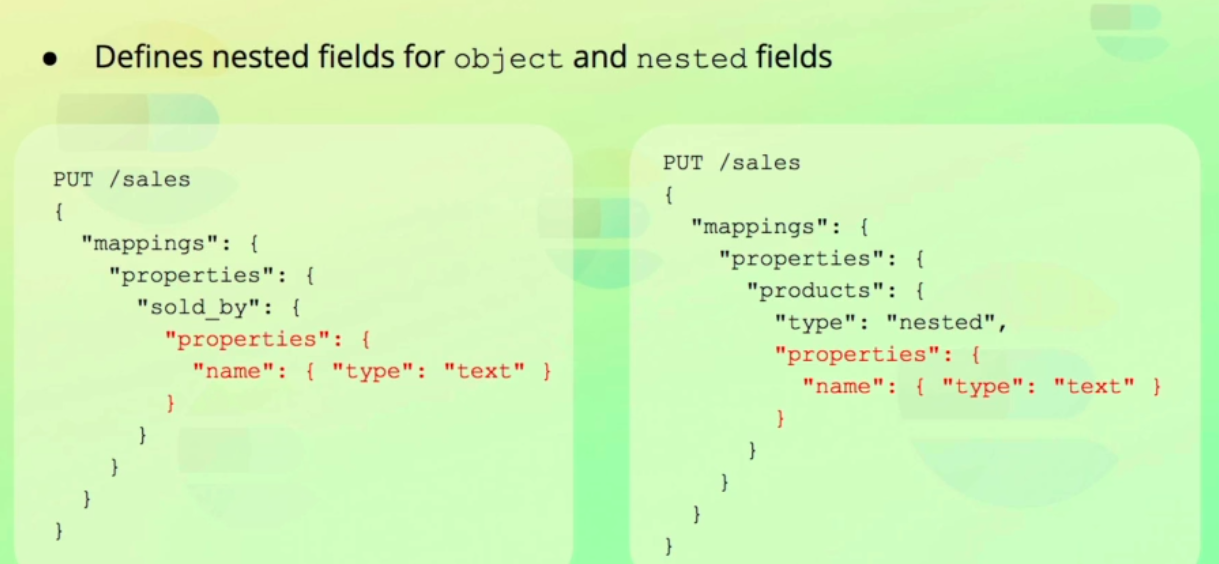 ● Defines nested fields for object and nested fields
PUT /sales
{
  "mappings": {
    "properties": {
      "sold_by": {
        "properties": {
          "name": { "type": "text" }
        }
      }
    }
  }
}
PUT /sales
{
  "mappings": {
    "properties": {
      "products": {
        "type": "nested",
        "properties": {
          "name": { "type": "text" }
        }
      }
    }
  }
}